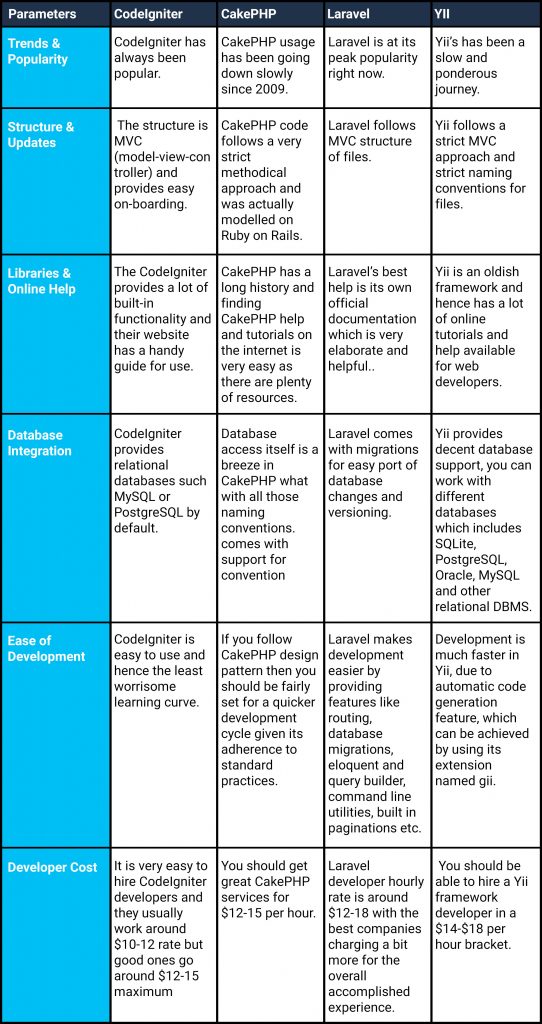 Parameters
CodeIgniter
CakePHP
Laravel
YII
Trends &
Popularity
CodeIgniter has
always been
popular.
CakePHP usage
has been going
down slowly
since 2009.
Laravel is at its
peak popularity
right now.
Yii's has been a
slow and
ponderous
journey.
Structure &
Updates
The structure is
MVC
(model-view-con
troller) and
provides easy
on-boarding.
CakePHP code
follows a very
strict
methodical
approach and
was actually
modelled on
Ruby on Rails.
Laravel follows
MVC structure
of files.
Yii follows a
strict MVC
approach and
strict naming
conventions for
files.
Libraries &
Online Help
The CodeIgniter
provides a lot of
built-in
functionality and
their website
has a handy
guide for use.
CakePHP has a
long history and
finding
CakePHP help
and tutorials on
the internet is
very easy as
there are plenty
of resources.
Laravel's best
help is its own
official
documentation
which is very
elaborate and
helpful..
Yii is an oldish
framework and
hence has a lot
of online
tutorials and
help available
for web
developers.
Database
Integration
CodeIgniter
provides
relational
databases such
MySQL or
PostgreSQL by
default.
Database
access itself is a
breeze in
CakePHP what
with all those
naming
conventions.
comes with
support for
convention
Laravel comes
with migrations
for easy port of
database
changes and
versioning.
Yii provides
decent database
support, you can
work with
different
databases
which includes
SQLite,
PostgreSQL,
Oracle, MySQL
and other
relational DBMS.
Ease of
Development
CodeIgniter is
easy to use and
hence the least
worrisome
learning curve.
If you follow
CakePHP design
pattern then you
should be fairly
set for a quicker
development
cycle given its
adherence to
standard
practices.
Laravel makes
development
easier by
providing
features like
routing,
database
migrations,
eloquent and
query builder,
command line
utilities, built in
paginations etc.
Development is
much faster in
Yii, due to
automatic code
generation
feature, which
can be achieved
by using its
extension
named gii.
Developer Cost
It is very easy to
hire CodeIgniter
developers and
they usually
work around
$10-12 rate but
good ones go
around $12-15
maximum
You should get
great CakePHP
services for
$12-15 per hour.
Laravel
developer hourly
rate is around
$12-18 with the
best companies
charging a bit
more for the
overall
accomplished
experience.
You should be
able to hire a Yii
framework
developer in a
$14-$18 per
hour bracket.